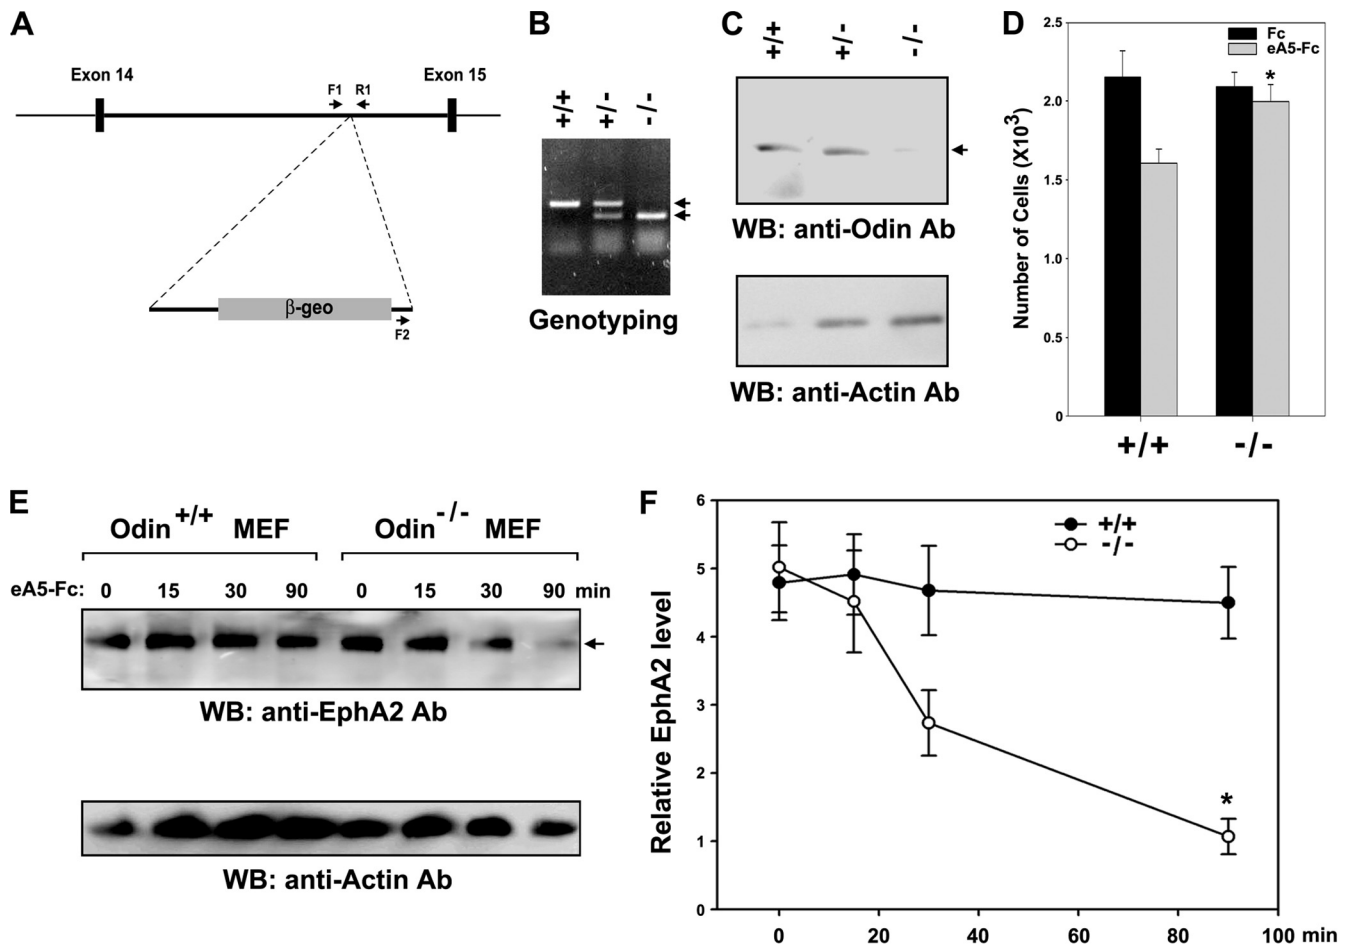 A
Exon 14
Exon 15
F1
R1
β-geo
F2
B
+/+
-/+
-/-
Genotyping
C
+/+
-/+
-/-
WB: anti-Odin Ab
WB: anti-Actin Ab
D
2.5
2.0
1.5
1.0
0.5
0
Number of Cells (X10³)
Fc
eA5-Fc
*
+/+
-/-
E
Odin+/+ MEF
Odin-/- MEF
eA5-Fc: 0 15 30 90 0 15 30 90 min
WB: anti-EphA2 Ab
WB: anti-Actin Ab
F
6
5
4
3
2
1
0
Relative EphA2 level
+/+
-/-
*
0 20 40 60 80 100 min